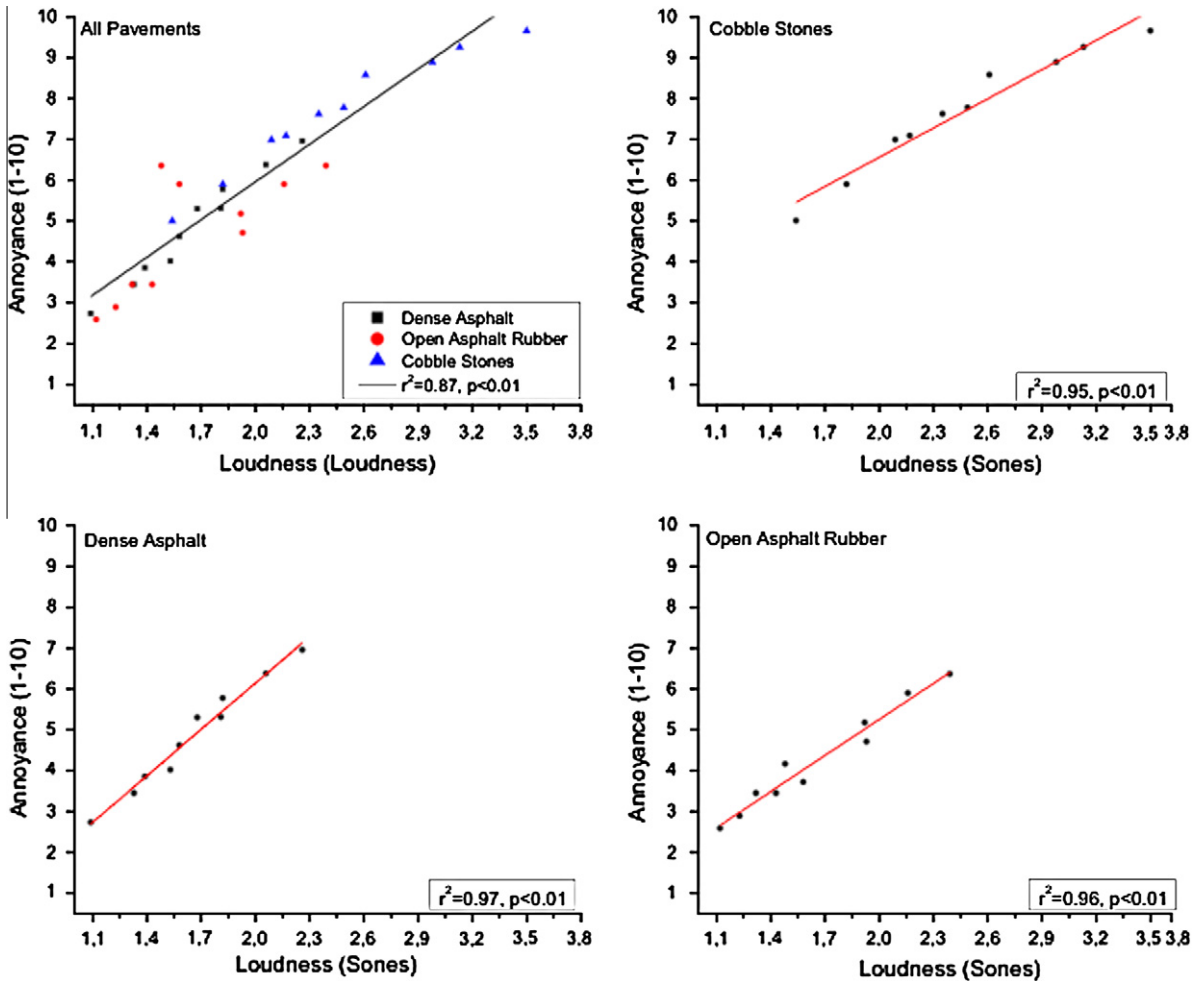 All Pavements
Annoyance (1-10)
10
9
8
7
6
5
4
3
2
1
Dense Asphalt
Open Asphalt Rubber
Cobble Stones
r²=0.87, p<0.01
1,1 1,4 1,7 2,0 2,3 2,6 2,9 3,2 3,5 3,8
Loudness (Loudness)
Cobble Stones
Annoyance (1-10)
10
9
8
7
6
5
4
3
2
1
r²=0.95, p<0.01
1,1 1,4 1,7 2,0 2,3 2,6 3,0 3,2 3,5 3,8
Loudness (Sones)
Dense Asphalt
Annoyance (1-10)
10
9
8
7
6
5
4
3
2
1
r²=0.97, p<0.01
1,1 1,4 1,7 2,0 2,3 2,6 2,9 3,2 3,5 3,8
Loudness (Sones)
Open Asphalt Rubber
Annoyance (1-10)
10
9
8
7
6
5
4
3
2
1
r²=0.96, p<0.01
1,1 1,4 1,7 2,0 2,3 2,6 3,0 3,2 3,5 3,8
Loudness (Sones)